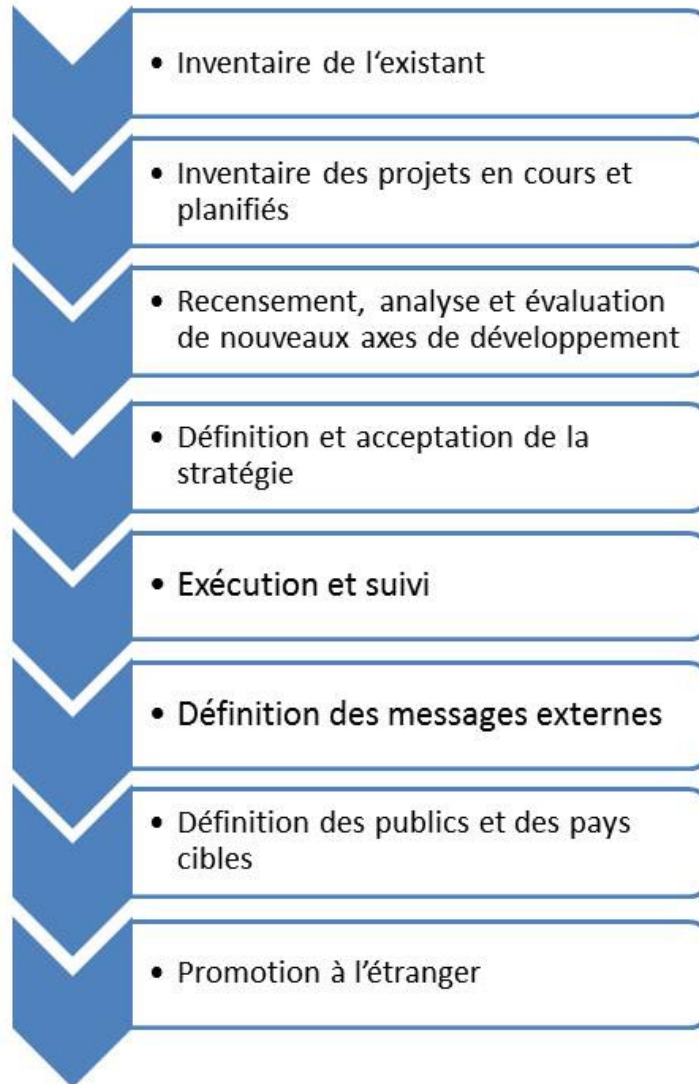 • Inventaire de l‘existant
• Inventaire des projets en cours et
planifiés
• Recensement, analyse et évaluation
de nouveaux axes de développement
• Définition et acceptation de la
stratégie
• Exécution et suivi
• Définition des messages externes
• Définition des publics et des pays
cibles
• Promotion à l’étranger